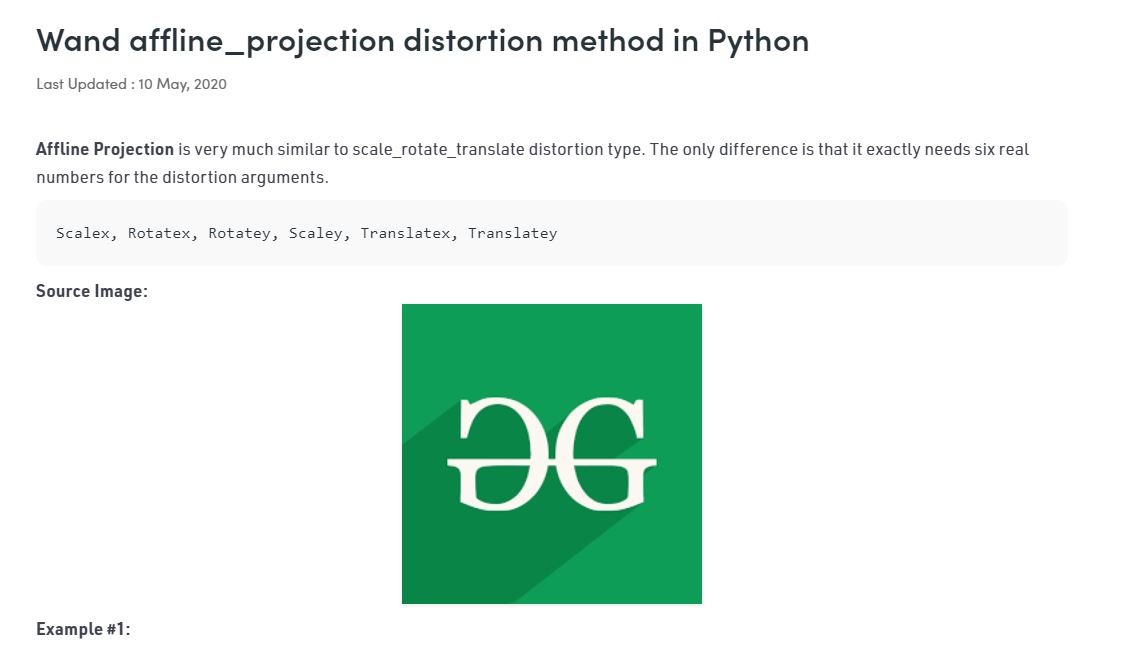 Wand affline_projection distortion method in Python
Last Updated : 10 May, 2020
Affline Projection is very much similar to scale_rotate_translate distortion type. The only difference is that it exactly needs six real
numbers for the distortion arguments.
Scalex, Rotatex, Rotatey, Scaley, Translatex, Translatey
Source Image:
Example #1: